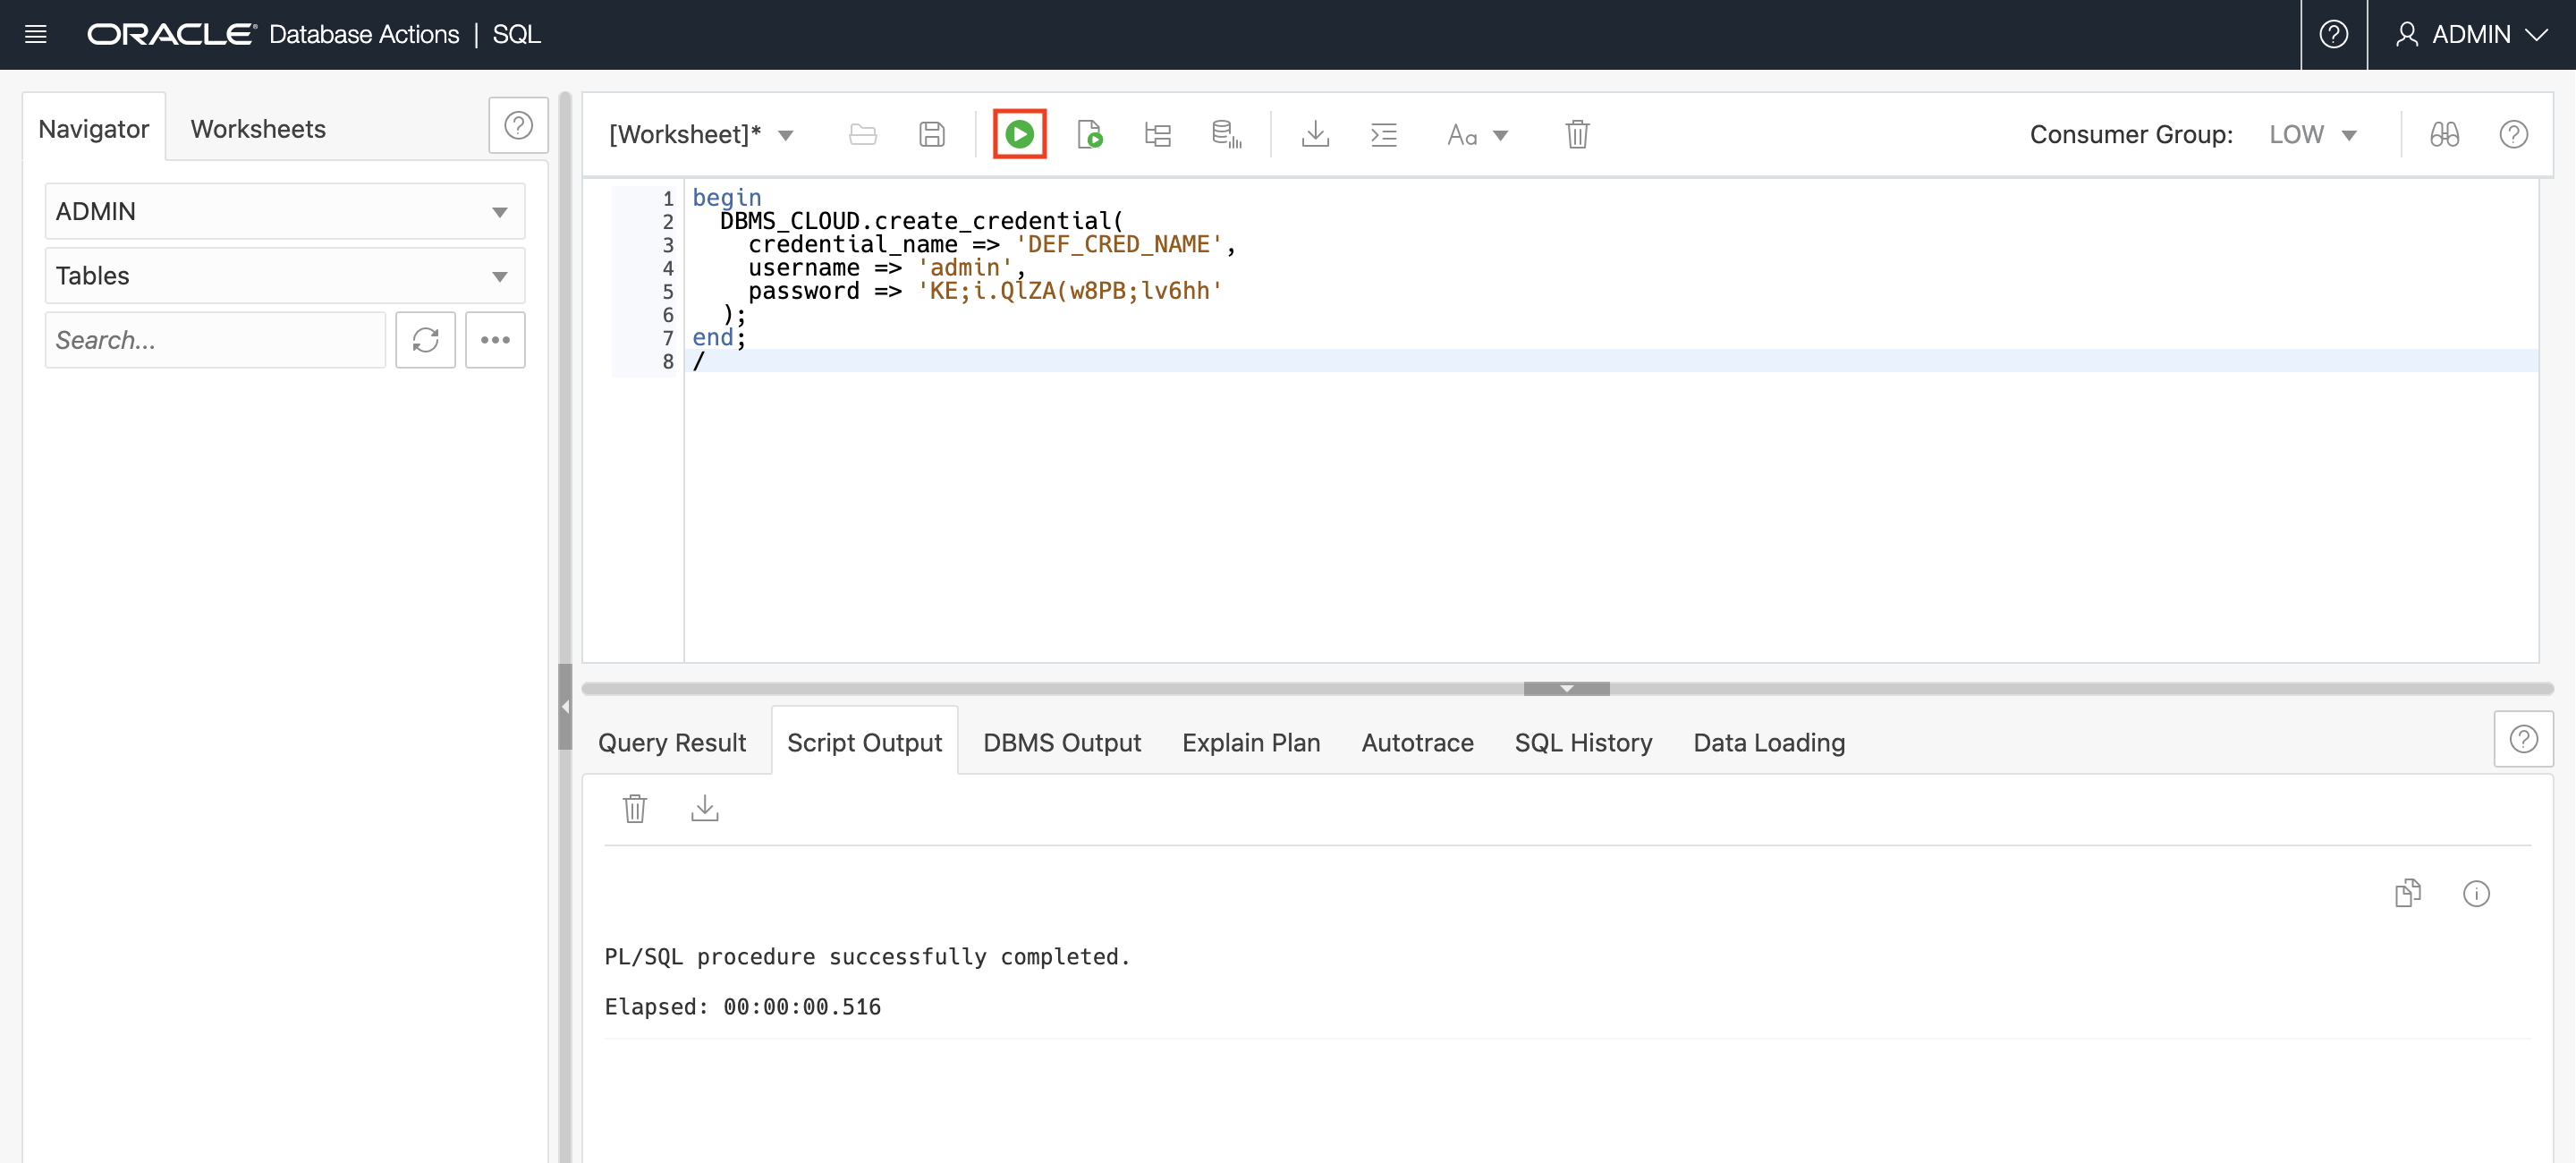 ORACLE Database Actions | SQL
ADMIN
Navigator
Worksheets
ADMIN
Tables
Search...
[Worksheet]*
Aa
Consumer Group: LOW
1 begin
2 DBMS_CLOUD.create_credential(
3 credential_name => 'DEF_CRED_NAME',
4 username => 'admin',
5 password => 'KE;i.QlZA(w8PB;lv6hh'
6 );
7 end;
8 /
Query Result
Script Output
DBMS Output
Explain Plan
Autotrace
SQL History
Data Loading
PL/SQL procedure successfully completed.
Elapsed: 00:00:00.516